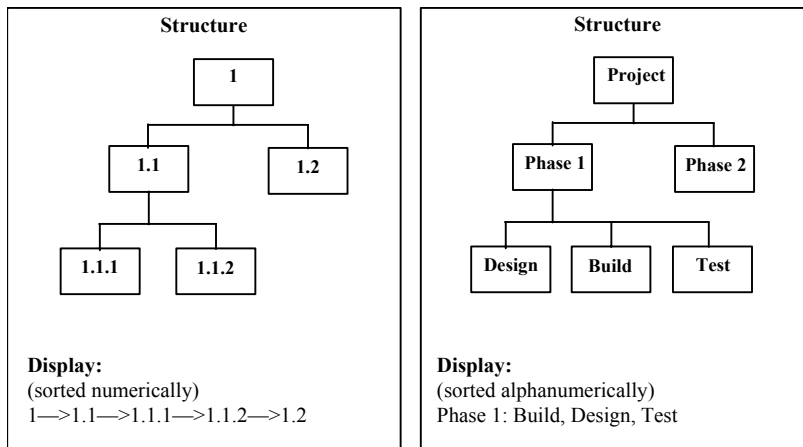 Structure
1
1.1 1.2
1.1.1 1.1.2
Display:
(sorted numerically)
1—>1.1—>1.1.1—>1.1.2—>1.2
Structure
Project
Phase 1 Phase 2
Design Build Test
Display:
(sorted alphanumerically)
Phase 1: Build, Design, Test